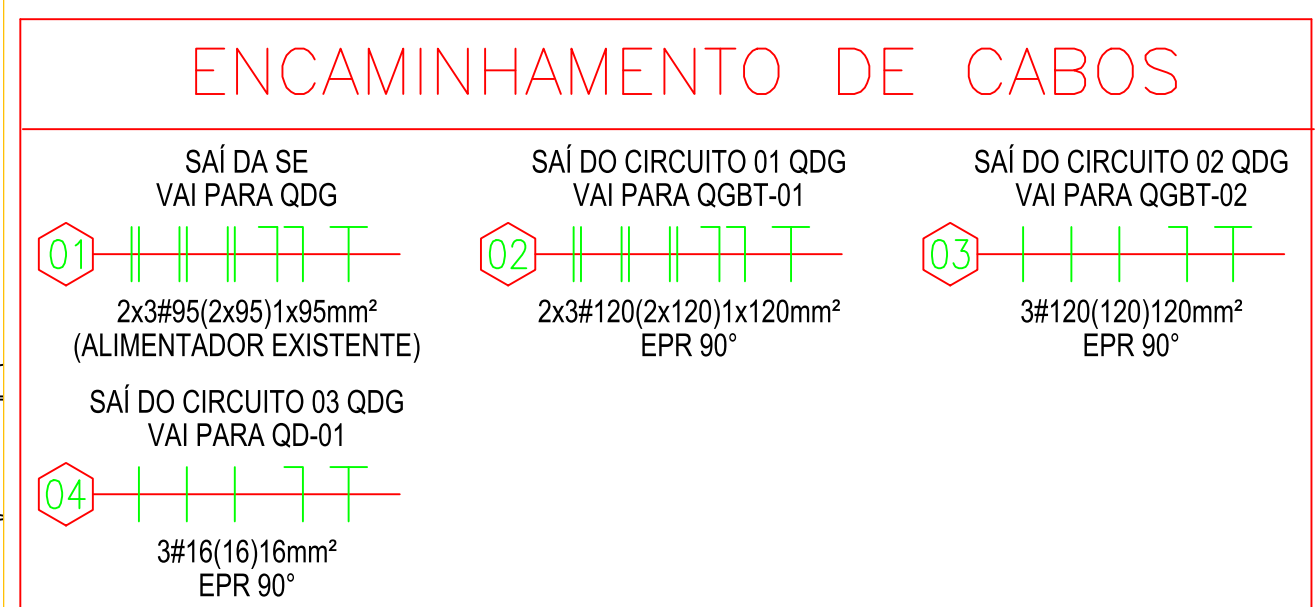 ENCAMINHAMENTO DE CABOS
SAÍ DA SE
VAI PARA QDG
01
2x3#95(2x95)1x95mm²
(ALIMENTADOR EXISTENTE)
SAÍ DO CIRCUITO 01 QDG
VAI PARA QGBT-01
02
2x3#120(2x120)1x120mm²
EPR 90°
SAÍ DO CIRCUITO 02 QDG
VAI PARA QGBT-02
03
3#120(120)120mm²
EPR 90°
SAÍ DO CIRCUITO 03 QDG
VAI PARA QD-01
04
3#16(16)16mm²
EPR 90°